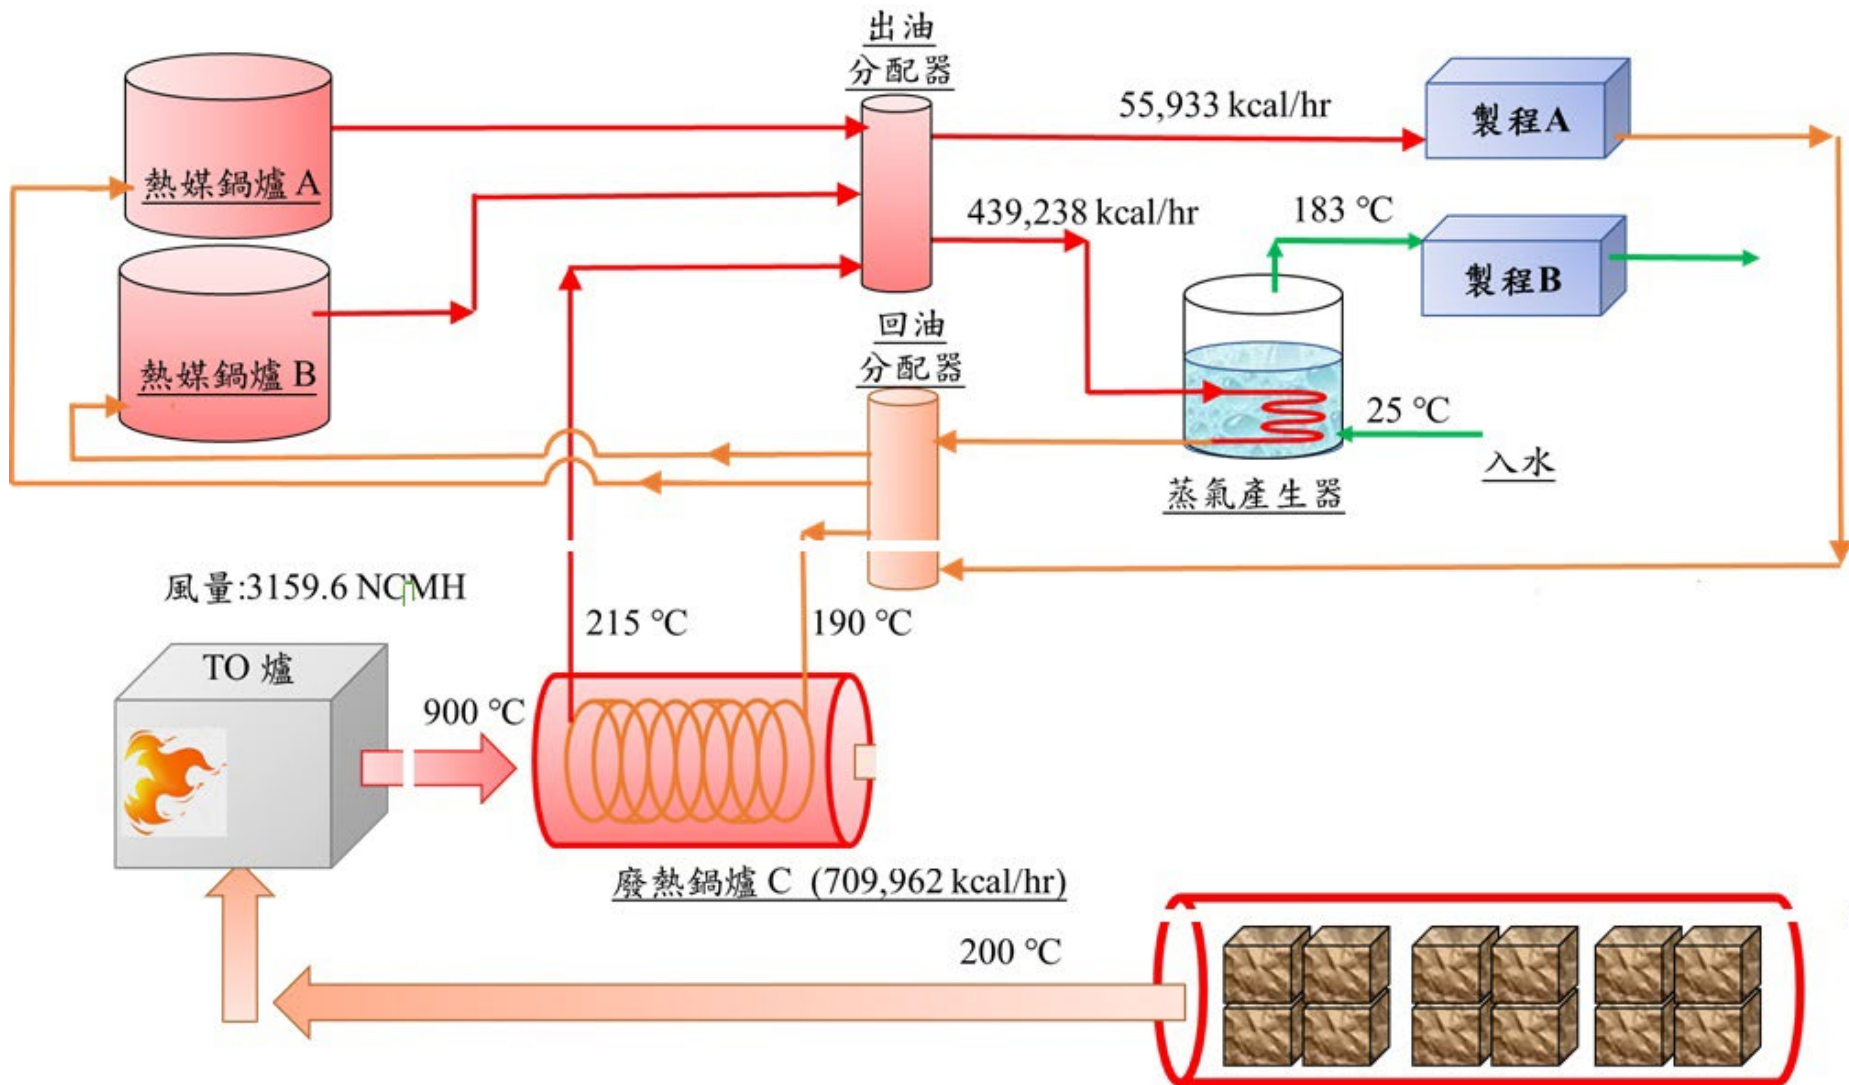 出油
分配器
55,933 kcal/hr
製程A
熱媒鍋爐 A
439,238 kcal/hr
183 ℃
製程B
熱媒鍋爐 B
回油
分配器
25 ℃
入水
蒸氣產生器
風量:3159.6 NCMH
215 ℃
190 ℃
TO 爐
900 ℃
廢熱鍋爐 C (709,962 kcal/hr)
200 ℃